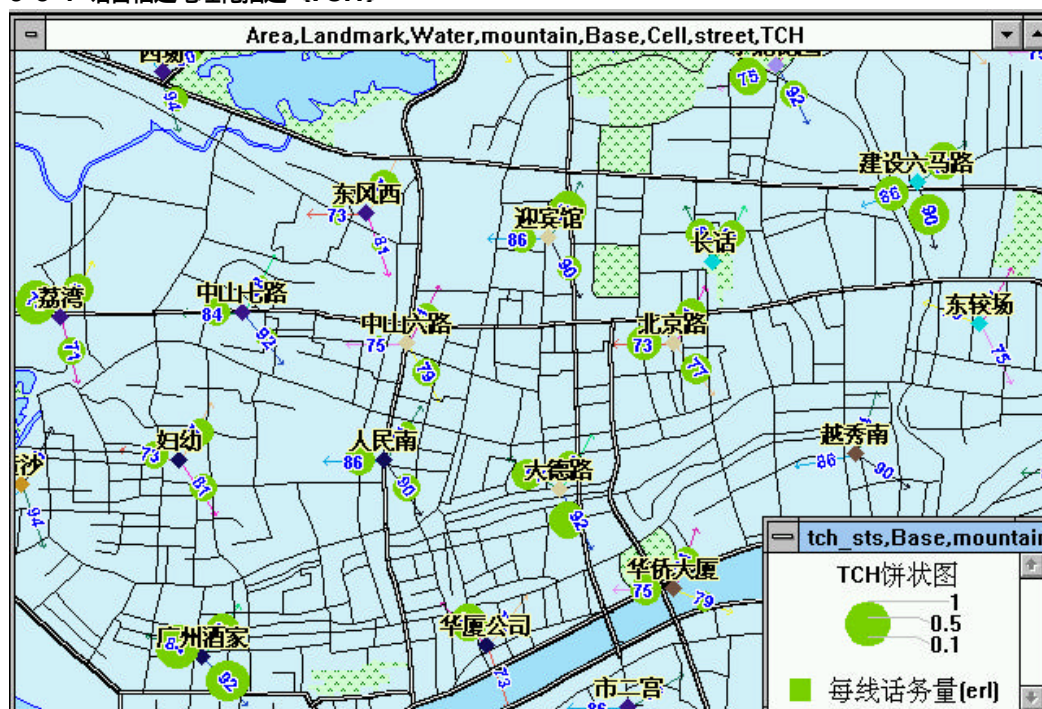 Area,Landmark,Water,mountain,Base,Cell,street,TCH
西场
94
75
92
建设六马路
86
90
东风西
73
81
迎宾馆
86
90
长话
荔湾
71
中山七路
84
92
中山六路
75
79
北京路
73
77
东较场
75
妇幼
73
81
人民南
86
90
大德路
92
越秀南
86
90
沙
94
华侨大厦
75
79
广州酒家
92
华厦公司
73
市二宫
86
tch_sts,Base,mountain
TCH饼状图
1
0.5
0.1
每线话务量(erl)